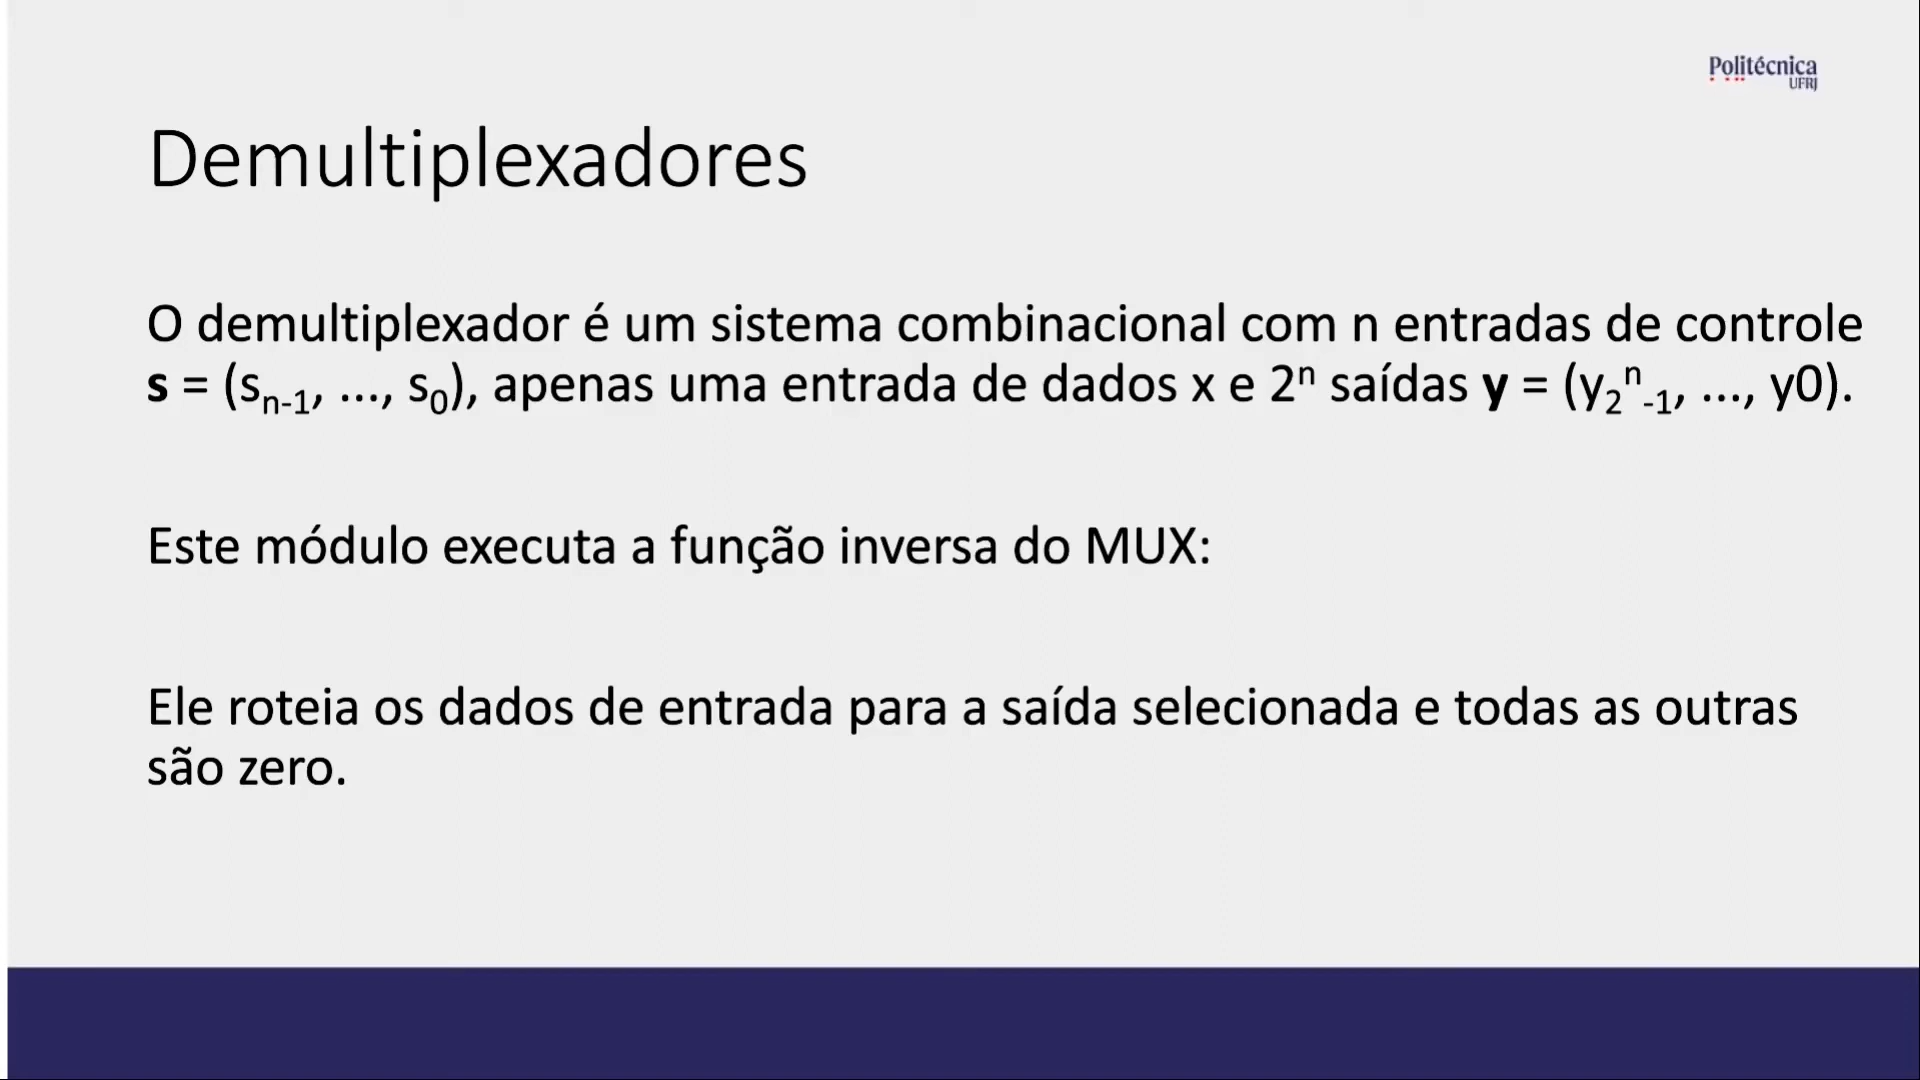 Politécnica
UFRJ
Demultiplexadores
O demultiplexador é um sistema combinacional com n entradas de controle
s = (sₙ₋₁, ..., s₀), apenas uma entrada de dados x e 2ⁿ saídas y = (y₂ⁿ₋₁, ..., y0).
Este módulo executa a função inversa do MUX:
Ele roteia os dados de entrada para a saída selecionada e todas as outras
são zero.